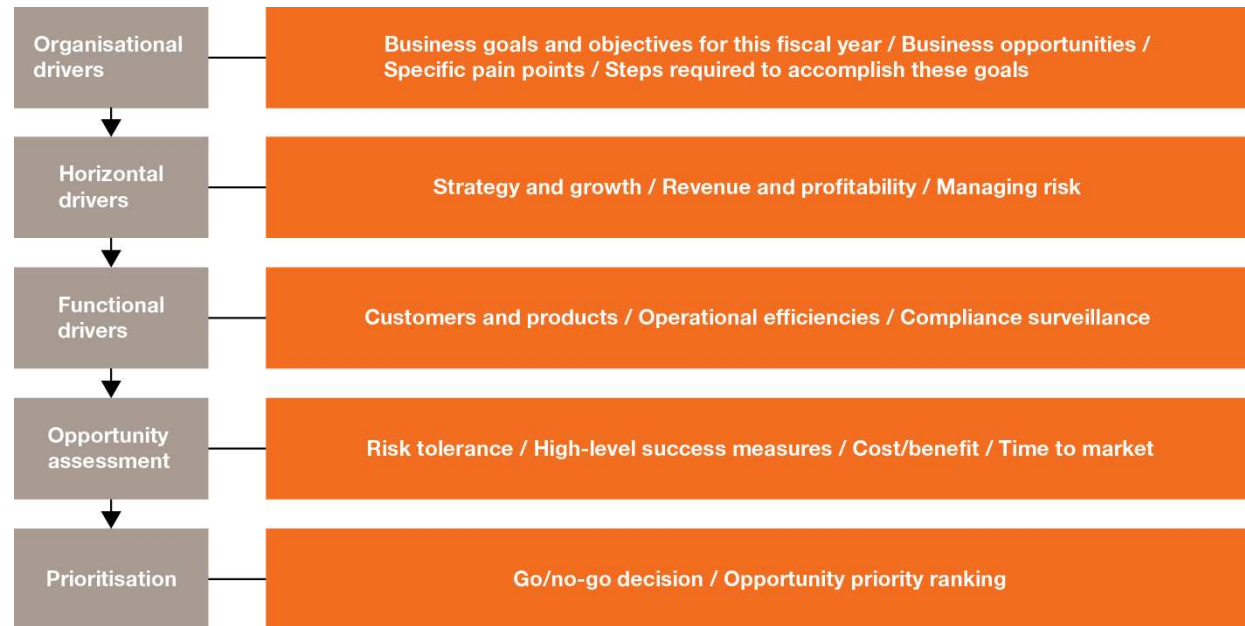 Organisational
drivers
Business goals and objectives for this fiscal year / Business opportunities /
Specific pain points / Steps required to accomplish these goals
Horizontal
drivers
Strategy and growth / Revenue and profitability / Managing risk
Functional
drivers
Customers and products / Operational efficiencies / Compliance surveillance
Opportunity
assessment
Risk tolerance / High-level success measures / Cost/benefit / Time to market
Prioritisation
Go/no-go decision / Opportunity priority ranking